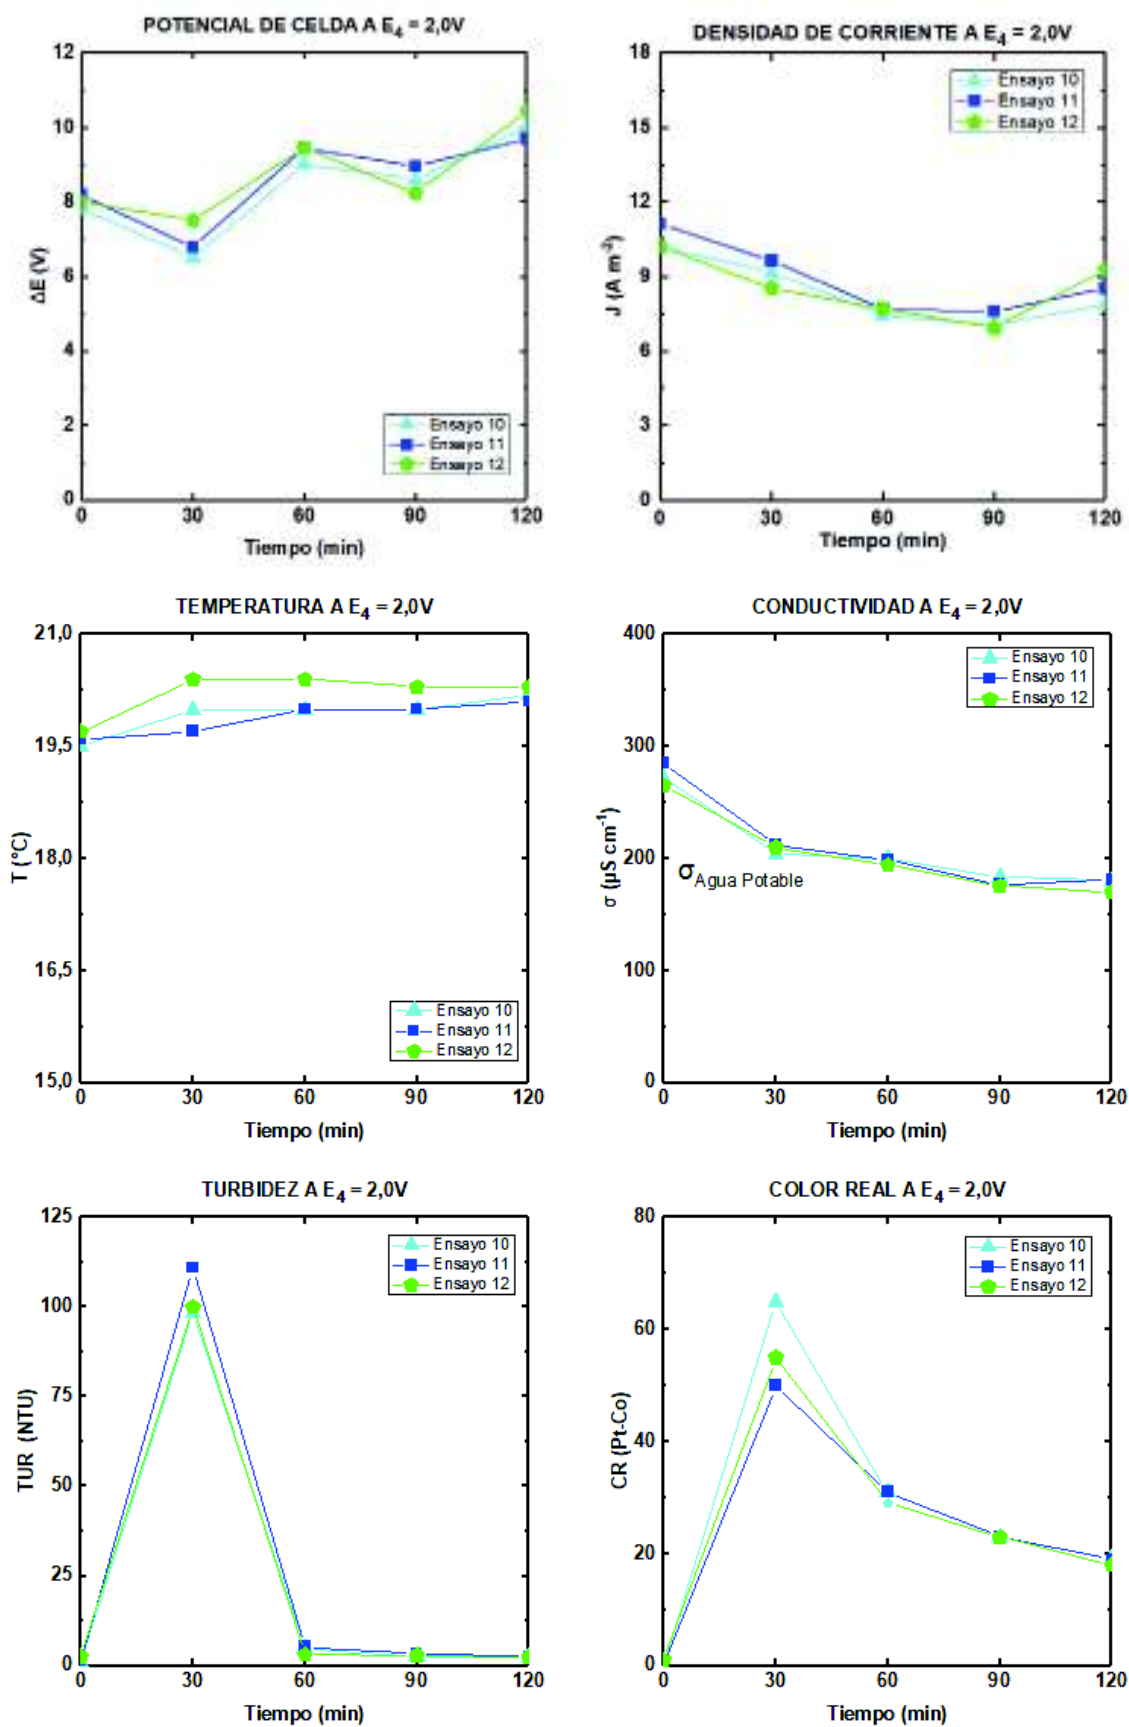 POTENCIAL DE CELDA A E4 = 2,0V
12
10
8
6
4
2
0
ΔE (V)
Ensayo 10
Ensayo 11
Ensayo 12
0 30 60 90 120
Tiempo (min)
DENSIDAD DE CORRIENTE A E4 = 2,0V
18
15
12
9
6
3
0
J (A m⁻²)
Ensayo 10
Ensayo 11
Ensayo 12
0 30 60 90 120
Tiempo (min)
TEMPERATURA A E4 = 2,0V
21,0
19,5
18,0
16,5
15,0
T (°C)
Ensayo 10
Ensayo 11
Ensayo 12
0 30 60 90 120
Tiempo (min)
CONDUCTIVIDAD A E4 = 2,0V
400
300
200
100
0
σ (µS cm⁻¹)
Ensayo 10
Ensayo 11
Ensayo 12
σAgua Potable
0 30 60 90 120
Tiempo (min)
TURBIDEZ A E4 = 2,0V
125
100
75
50
25
0
TUR (NTU)
Ensayo 10
Ensayo 11
Ensayo 12
0 30 60 90 120
Tiempo (min)
COLOR REAL A E4 = 2,0V
80
60
40
20
0
CR (Pt-Co)
Ensayo 10
Ensayo 11
Ensayo 12
0 30 60 90 120
Tiempo (min)